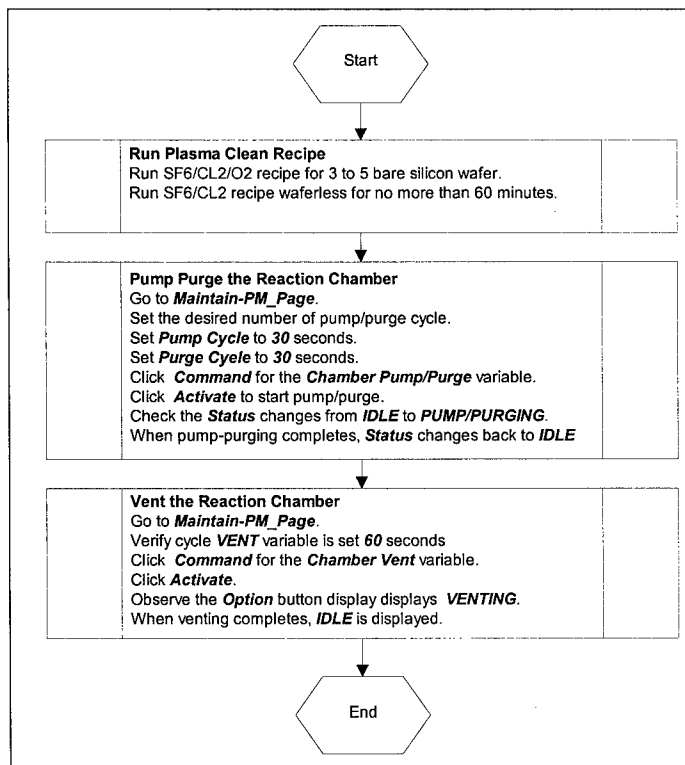 Start
Run Plasma Clean Recipe
Run SF6/CL2/O2 recipe for 3 to 5 bare silicon wafer.
Run SF6/CL2 recipe waferless for no more than 60 minutes.
Pump Purge the Reaction Chamber
Go to Maintain-PM_Page.
Set the desired number of pump/purge cycle.
Set Pump Cycle to 30 seconds.
Set Purge Cycle to 30 seconds.
Click Command for the Chamber Pump/Purge variable.
Click Activate to start pump/purge.
Check the Status changes from IDLE to PUMP/PURGING.
When pump-purging completes, Status changes back to IDLE
Vent the Reaction Chamber
Go to Maintain-PM_Page.
Verify cycle VENT variable is set 60 seconds
Click Command for the Chamber Vent variable.
Click Activate.
Observe the Option button display displays VENTING.
When venting completes, IDLE is displayed.
End